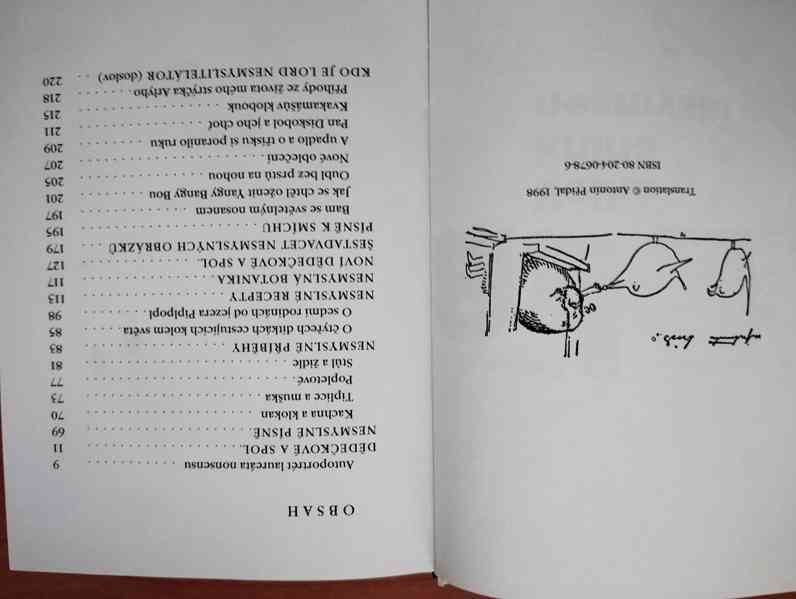 Translation © Antonín Přidal, 1998
ISBN 80-204-0678-6
OBSAH
Autoportrét laureáta nonsensu . . . . . . . . . . . 9
DĚDEČKOVÉ A SPOL. . . . . . . . . . . . . . . 11
NESMYSLNÉ PÍSNĚ . . . . . . . . . . . . . . . 69
Kachna a klokan . . . . . . . . . . . . . . . 70
Tiplice a muška . . . . . . . . . . . . . . . 73
Popletové . . . . . . . . . . . . . . . 77
Stůl a židle . . . . . . . . . . . . . . . 81
NESMYSLNÉ PŘÍBĚHY . . . . . . . . . . . . . 83
O čtyřech dítkách cestujících kolem světa . . . . . 85
O sedmi rodinách od jezera Piplpopl . . . . . . . 98
NESMYSLNÉ RECEPTY . . . . . . . . . . . . . 113
NESMYSLNÁ BOTANIKA . . . . . . . . . . . . 117
NOVÍ DĚDEČKOVÉ A SPOL. . . . . . . . . . . 127
ŠESTADVACET NESMYSLNÝCH OBRÁZKŮ . . . 179
PÍSNĚ K SMÍCHU . . . . . . . . . . . . . . . 195
Bam se světelným nosanem . . . . . . . . . . . 197
Jak se chtěl oženit Yangy Bangy Bou . . . . . . . 201
Oubl bez prstů na nohou . . . . . . . . . . . . 205
Nové oblečení . . . . . . . . . . . . . . . 207
A upadlo a o třísku si poranilo ruku . . . . . . . 209
Pan Diskobol a jeho choť . . . . . . . . . . . . 211
Kvakamášův klobouk . . . . . . . . . . . . . 215
Příhody ze života mého strýčka Arlyho . . . . . . . 218
KDO JE LORD NESMYSLITELÁTOR (doslov) . . 220